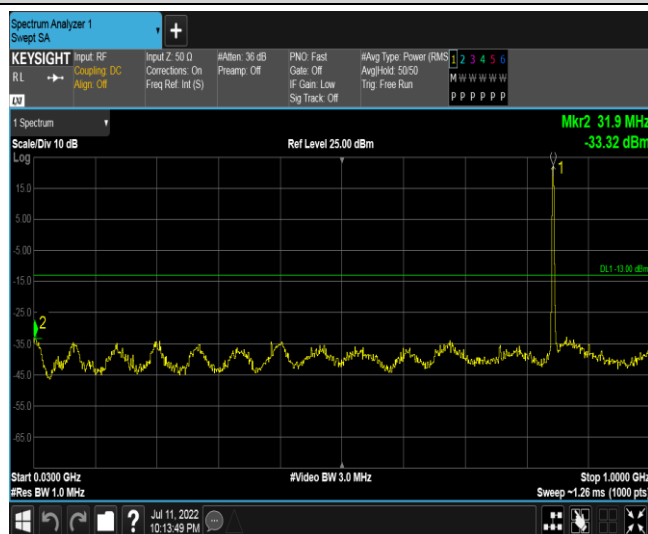 Spectrum Analyzer 1
Swept SA
+
KEYSIGHT
RL
LXI
Input: RF
Coupling: DC
Align: Off
Input Z: 50 Ω
Corrections: On
Freq Ref: Int (S)
#Atten: 36 dB
Preamp: Off
PNO: Fast
Gate: Off
IF Gain: Low
Sig Track: Off
#Avg Type: Power (RMS
Avg|Hold: 50/50
Trig: Free Run
1 2 3 4 5 6
M W W W W W
P P P P P P
1 Spectrum
Mkr2 31.9 MHz
-33.32 dBm
Scale/Div 10 dB
Ref Level 25.00 dBm
Log
1
15.0
5.00
-5.00
DL1 -13.00 dBm
-15.0
-25.0
2
-35.0
-45.0
-55.0
-65.0
Start 0.0300 GHz
#Video BW 3.0 MHz
Stop 1.0000 GHz
#Res BW 1.0 MHz
Sweep ~1.26 ms (1000 pts)
?
Jul 11, 2022
10:13:49 PM